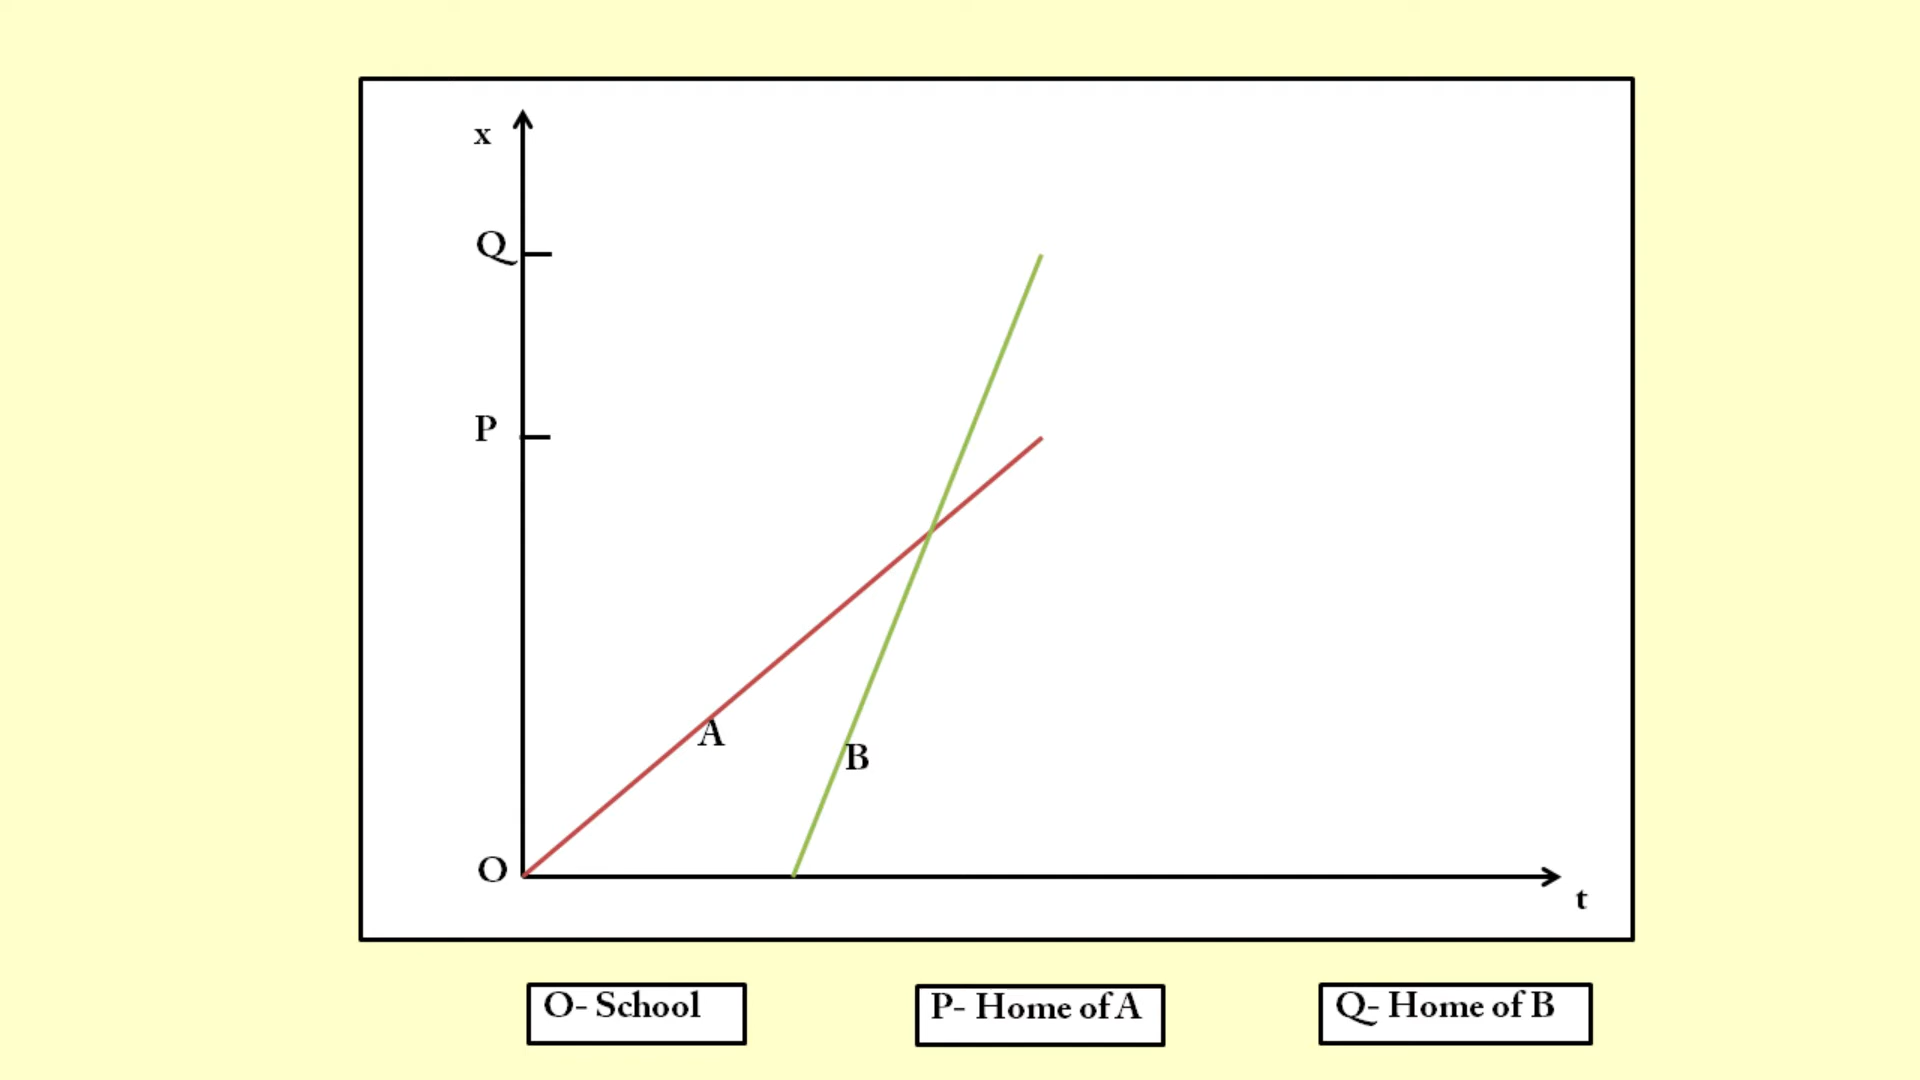 x
Q
P
A
B
O
t
O- School
P- Home of A
Q- Home of B